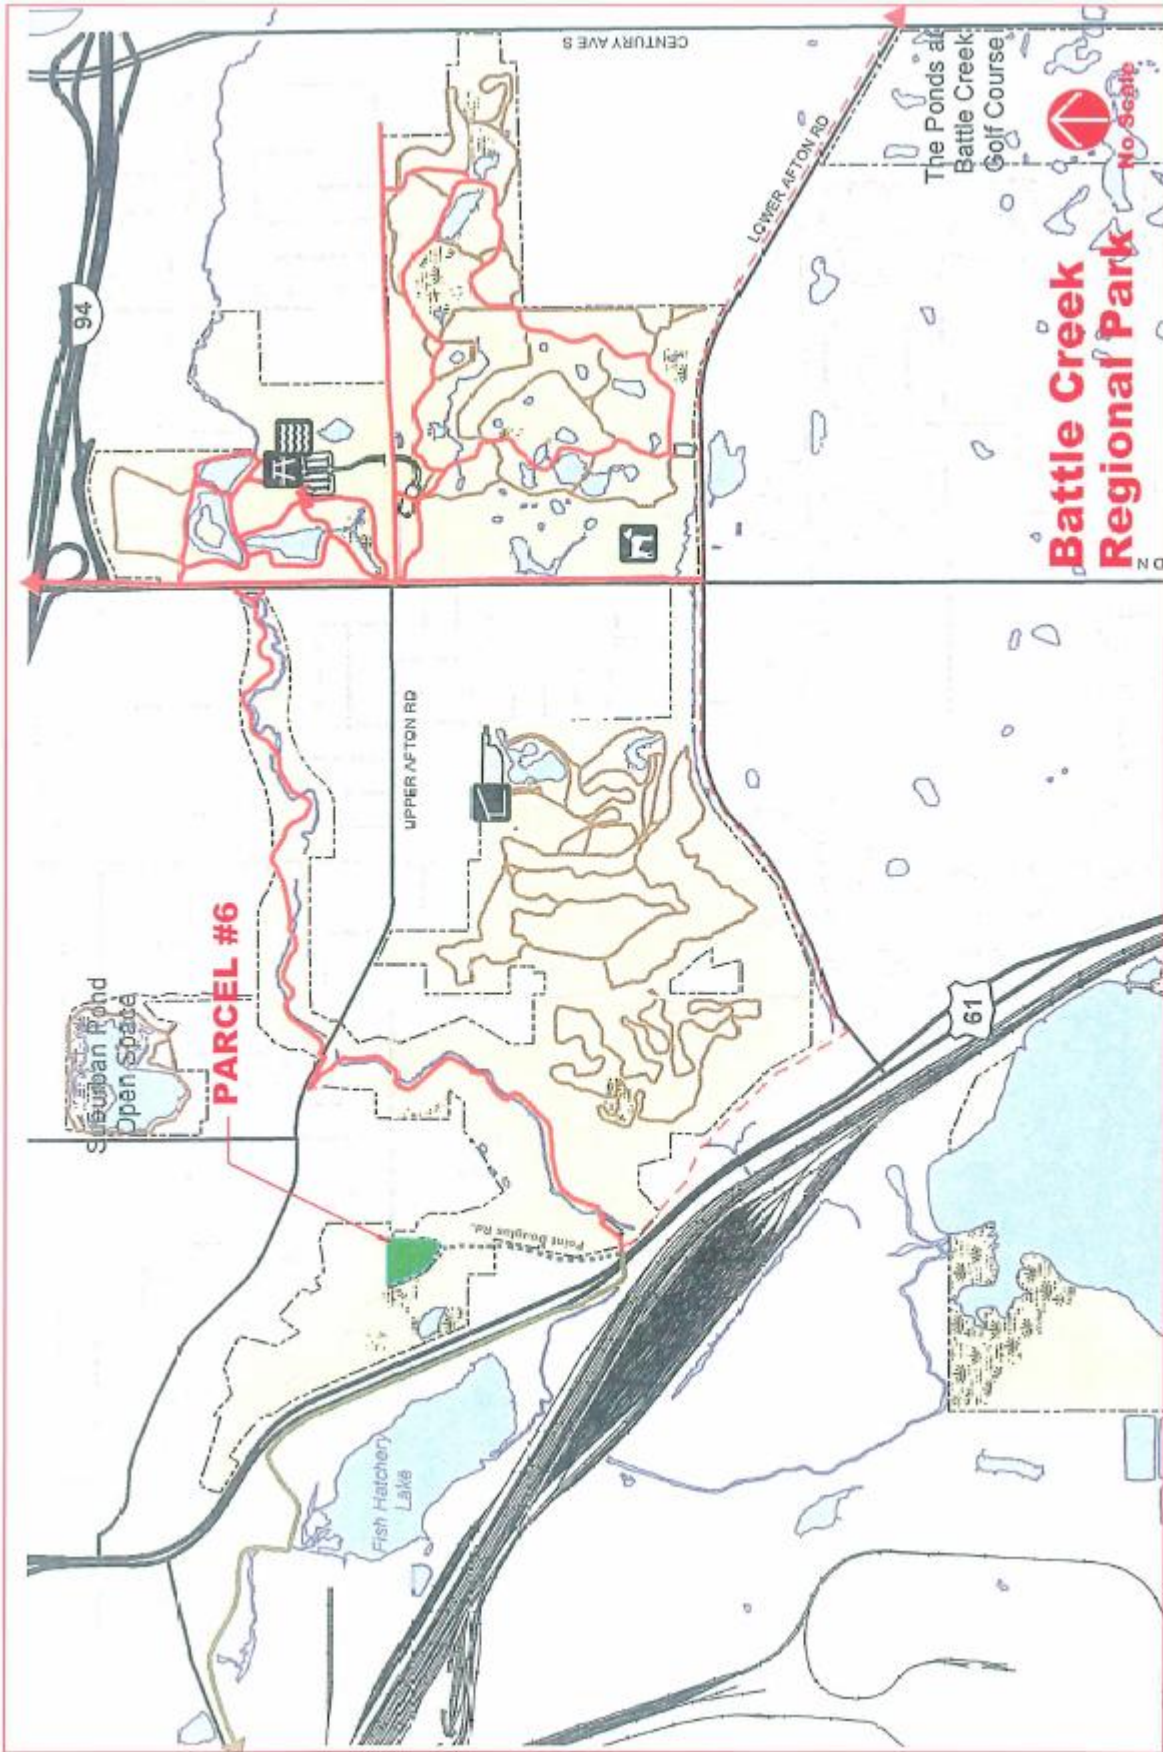 CENTURY AVE S
94
The Ponds at
Battle Creek
Golf Course
LOWER AFTON RD
No Scale
Battle Creek
Regional Park
UPPER AFTON RD
Suburban Pond
Open Space
PARCEL #6
61
Point Douglas Rd.
Fish Hatchery
Lake